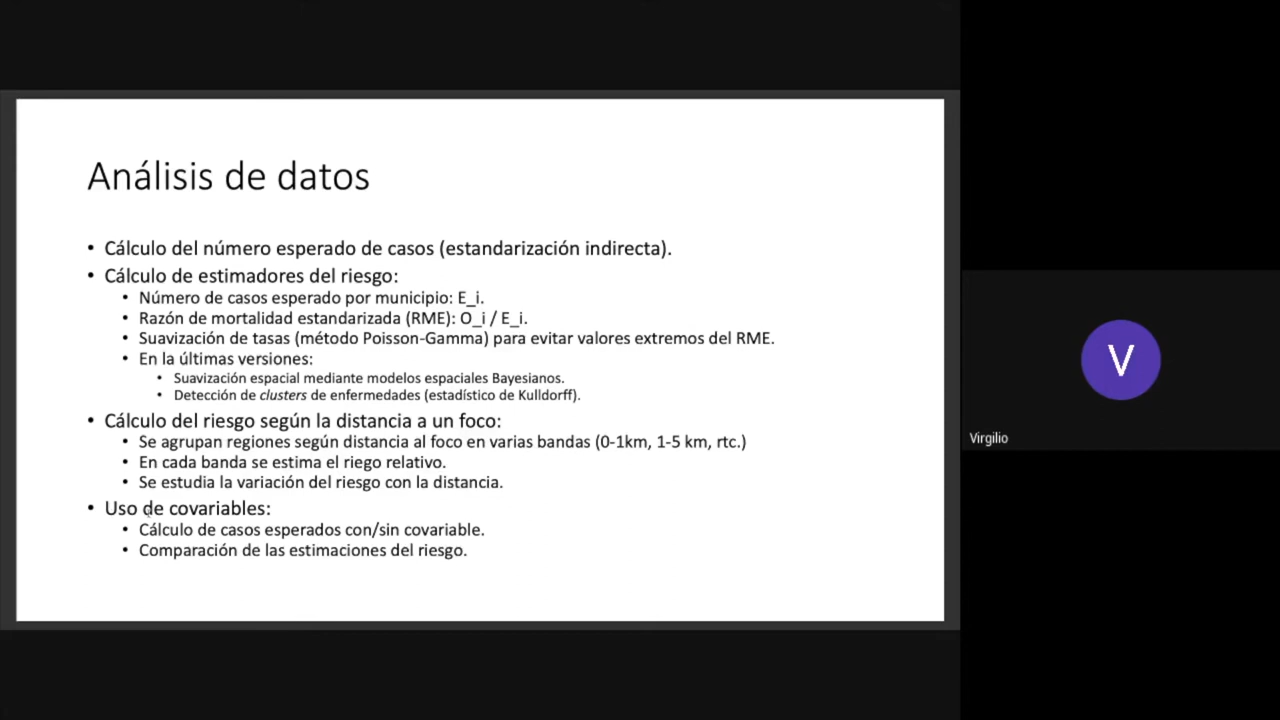 Análisis de datos
• Cálculo del número esperado de casos (estandarización indirecta).
• Cálculo de estimadores del riesgo:
• Número de casos esperado por municipio: E_i.
• Razón de mortalidad estandarizada (RME): O_i / E_i.
• Suavización de tasas (método Poisson-Gamma) para evitar valores extremos del RME.
• En la últimas versiones:
• Suavización espacial mediante modelos espaciales Bayesianos.
• Detección de clusters de enfermedades (estadístico de Kulldorff).
• Cálculo del riesgo según la distancia a un foco:
• Se agrupan regiones según distancia al foco en varias bandas (0-1km, 1-5 km, rtc.)
• En cada banda se estima el riego relativo.
• Se estudia la variación del riesgo con la distancia.
• Uso de covariables:
• Cálculo de casos esperados con/sin covariable.
• Comparación de las estimaciones del riesgo.
V
Virgilio